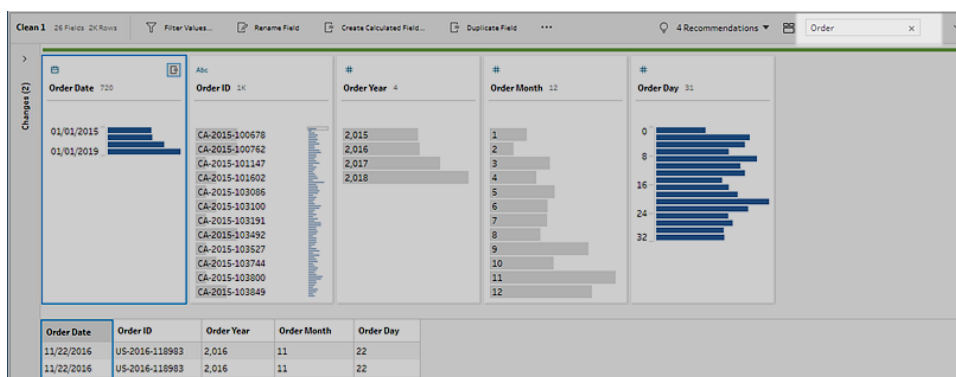 Clean 1 26 Fields 2K Rows Filter Values... Rename Field Create Calculated Field... Duplicate Field ... 4 Recommendations Order
Changes (2)
Abc # # #
Order Date 720 Order ID 1K Order Year 4 Order Month 12 Order Day 31
01/01/2015
01/01/2019
CA-2015-100678
CA-2015-100762
CA-2015-101147
CA-2015-101602
CA-2015-103086
CA-2015-103100
CA-2015-103191
CA-2015-103492
CA-2015-103527
CA-2015-103744
CA-2015-103800
CA-2015-103849
2,015
2,016
2,017
2,018
1
2
3
4
5
6
7
8
9
10
11
12
0
8
16
24
32
Order Date Order ID Order Year Order Month Order Day
11/22/2016 US-2016-118983 2,016 11 22
11/22/2016 US-2016-118983 2,016 11 22